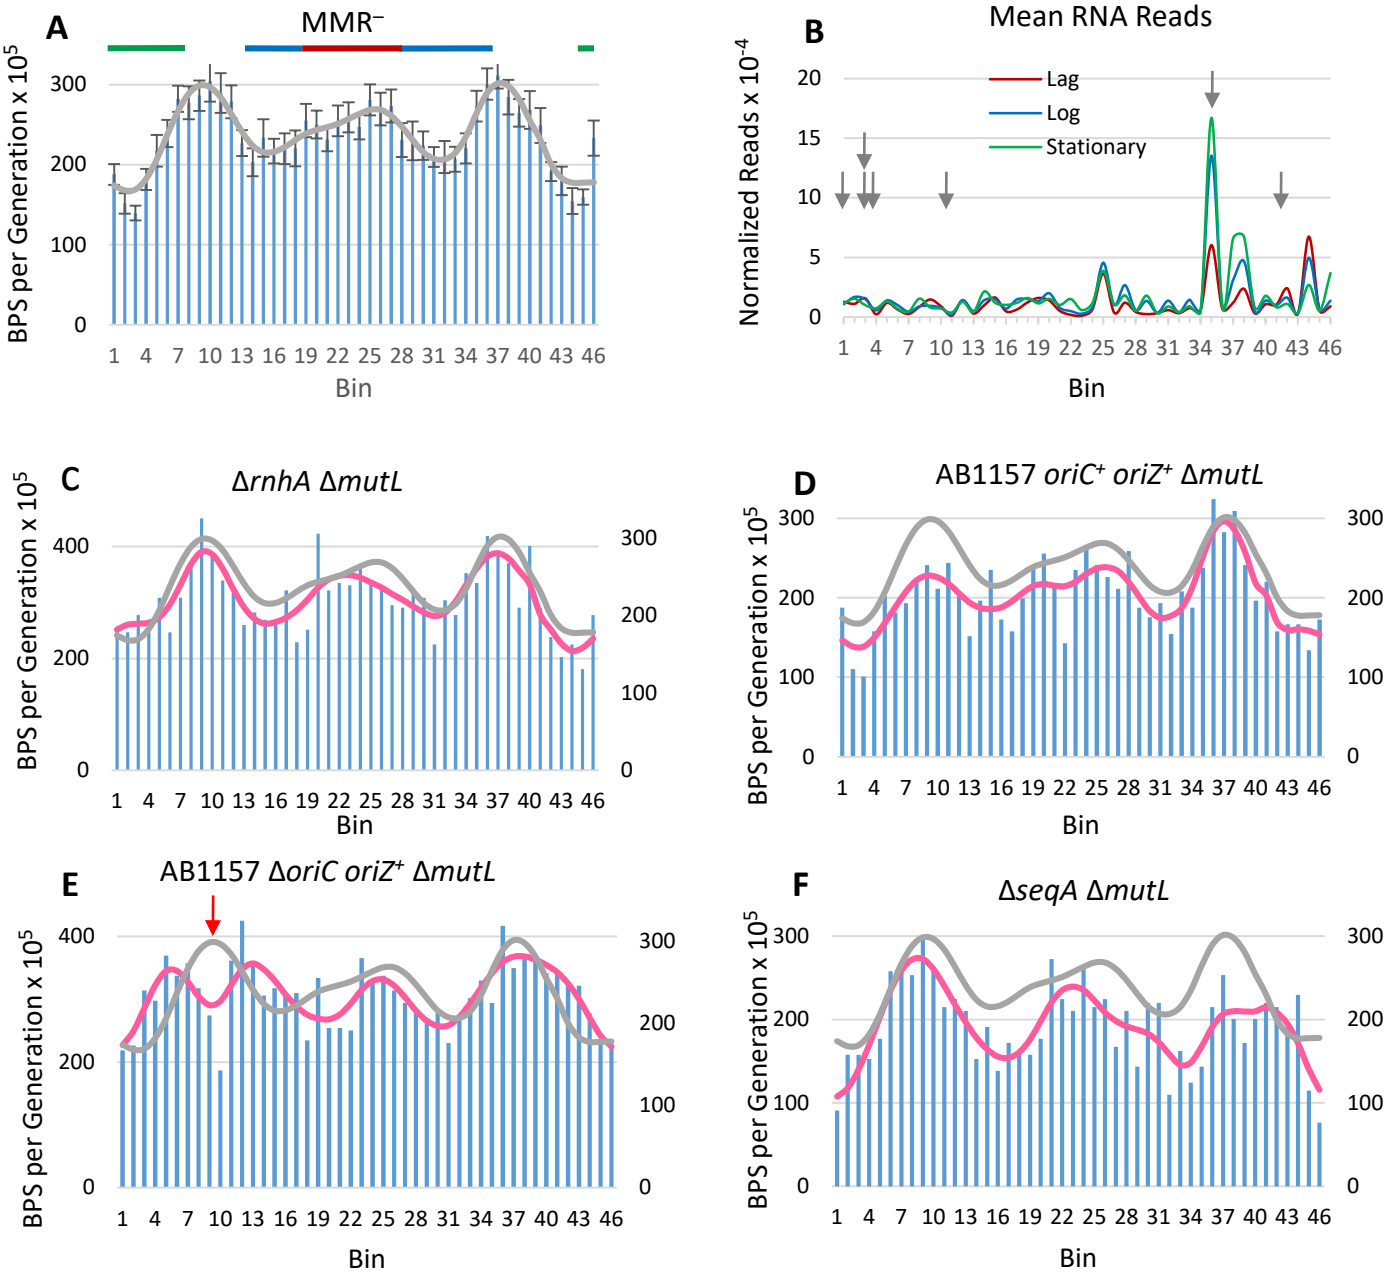 A
MMR⁻
BPS per Generation x 10⁵
300
200
100
0
1 4 7 10 13 16 19 22 25 28 31 34 37 40 43 46
Bin
B
Mean RNA Reads
Normalized Reads x 10⁻⁴
20
15
10
5
0
Lag
Log
Stationary
1 4 7 10 13 16 19 22 25 28 31 34 37 40 43 46
Bin
C
ΔrnhA ΔmutL
BPS per Generation x 10⁵
400
200
0
300
200
100
0
1 4 7 10 13 16 19 22 25 28 31 34 37 40 43 46
Bin
D
AB1157 oriC⁺ oriZ⁺ ΔmutL
BPS per Generation x 10⁵
300
200
100
0
300
200
100
0
1 4 7 10 13 16 19 22 25 28 31 34 37 40 43 46
Bin
E
AB1157 ΔoriC oriZ⁺ ΔmutL
BPS per Generation x 10⁵
400
200
0
300
200
100
0
1 4 7 10 13 16 19 22 25 28 31 34 37 40 43 46
Bin
F
ΔseqA ΔmutL
BPS per Generation x 10⁵
300
200
100
0
300
200
100
0
1 4 7 10 13 16 19 22 25 28 31 34 37 40 43 46
Bin